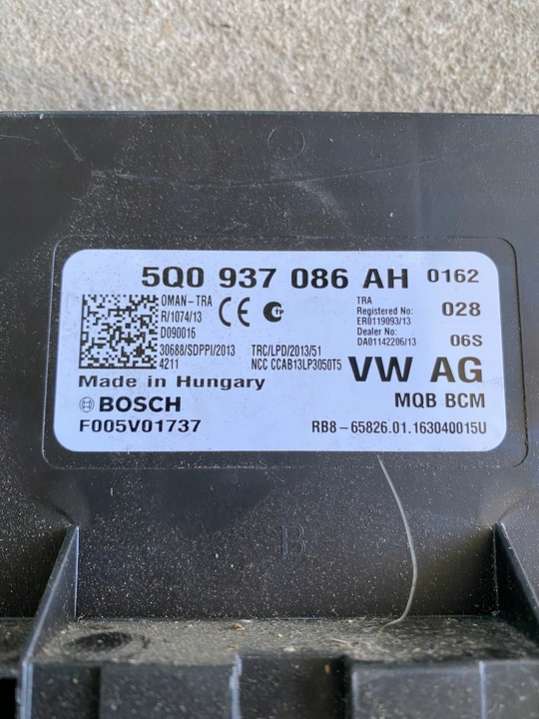 5Q0 937 086 AH 0162
OMAN-TRA
R/1074/13
D090016
CE
TRA
Registered No:
ER0119093/13
Dealer No:
DA01142206/13
028
06S
30688/SDPPI/2013
4211
TRC/LPD/2013/51
NCC CCAB13LP3050T5
VW AG
Made in Hungary
MQB BCM
BOSCH
F005V01737
RB8-65826.01.163040015U
B